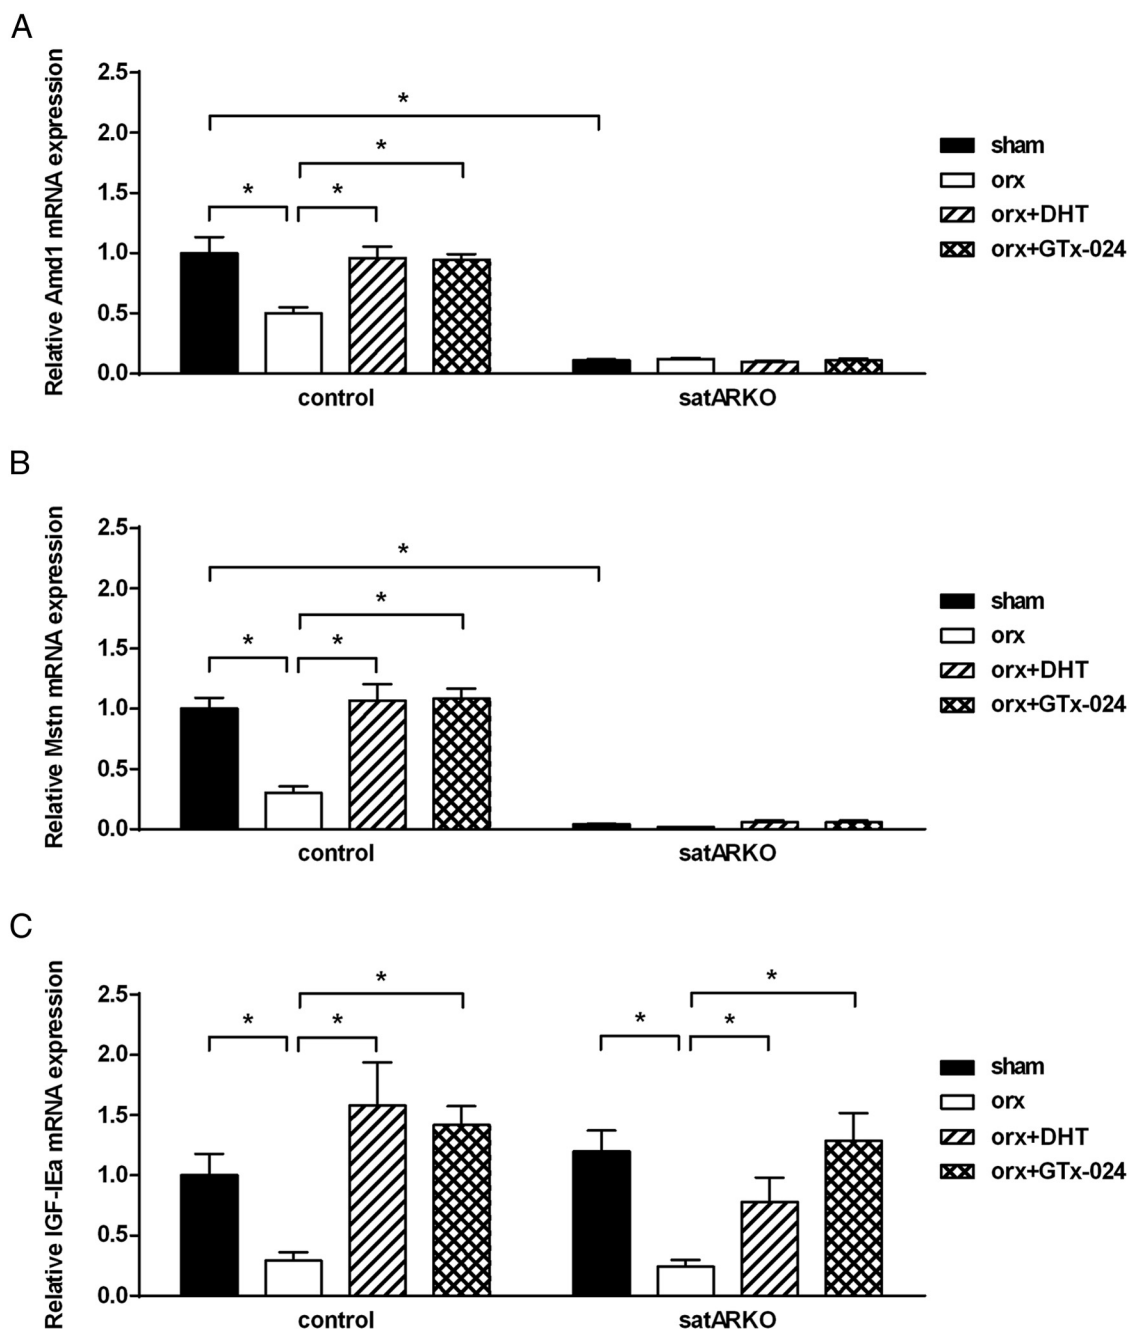 A
Relative Amd1 mRNA expression
2.5
2.0
1.5
1.0
0.5
0.0
*
*
*
*
control
satARKO
sham
orx
orx+DHT
orx+GTx-024
B
Relative Mstn mRNA expression
2.5
2.0
1.5
1.0
0.5
0.0
*
*
*
*
control
satARKO
sham
orx
orx+DHT
orx+GTx-024
C
Relative IGF-IEa mRNA expression
2.5
2.0
1.5
1.0
0.5
0.0
*
*
*
*
*
*
control
satARKO
sham
orx
orx+DHT
orx+GTx-024